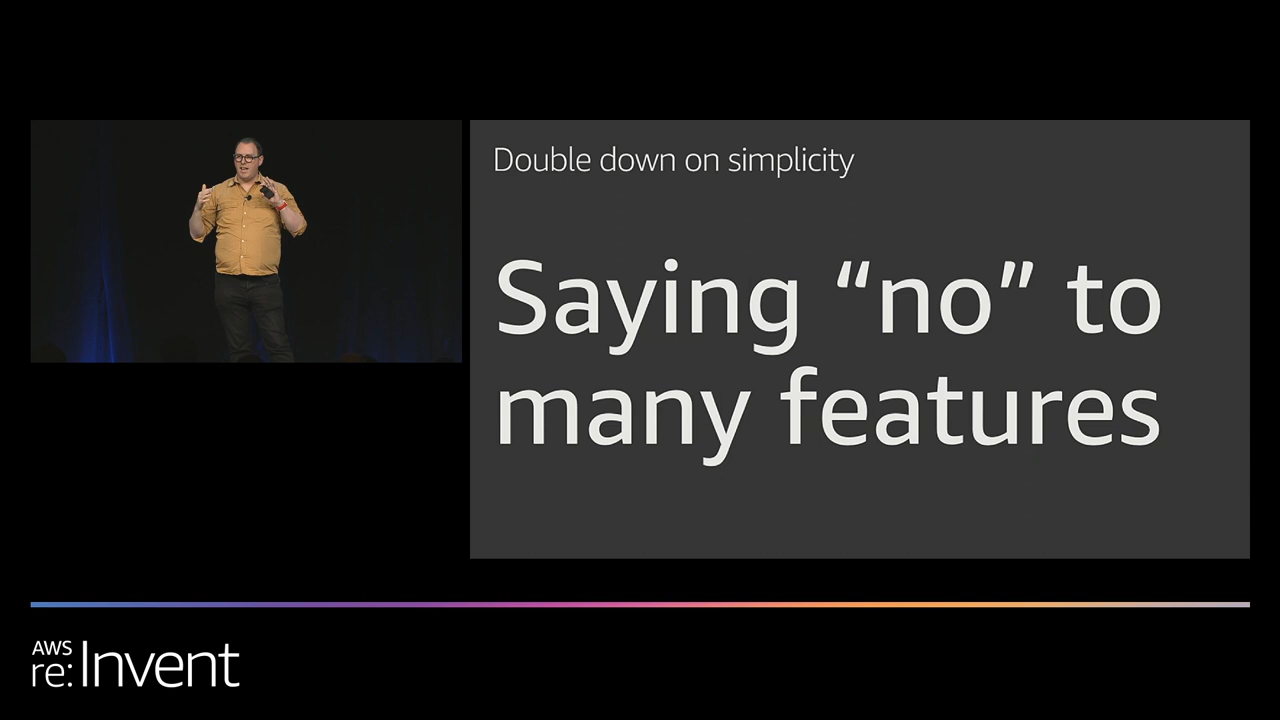 Double down on simplicity
Saying “no” to
many features
AWS
re:Invent